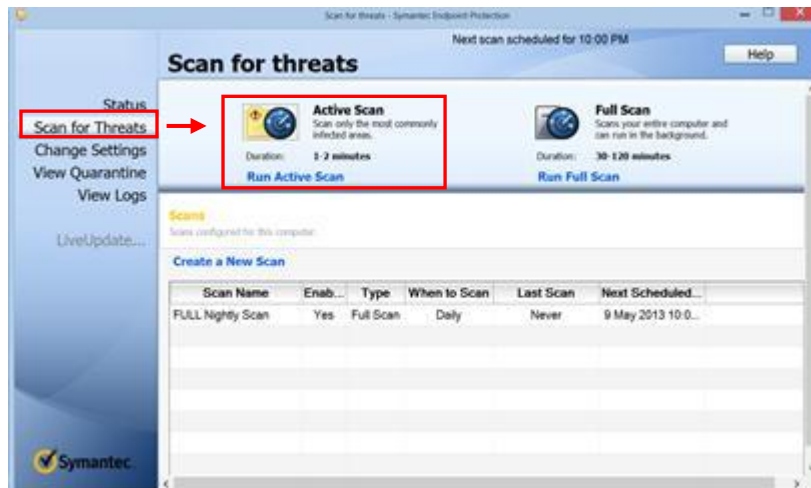 Scan for threats - Symantec Endpoint Protection
Next scan scheduled for 10:00 PM
Scan for threats
Help
Status
Scan for Threats
Change Settings
View Quarantine
View Logs
LiveUpdate...
Active Scan
Scan only the most commonly
infected areas.
Duration: 1-2 minutes
Run Active Scan
Full Scan
Scans your entire computer and
can run in the background.
Duration: 30-120 minutes
Run Full Scan
Scans
Scans configured for this computer:
Create a New Scan
Scan Name Enab... Type When to Scan Last Scan Next Scheduled...
FULL Nightly Scan Yes Full Scan Daily Never 9 May 2013 10:0...
Symantec